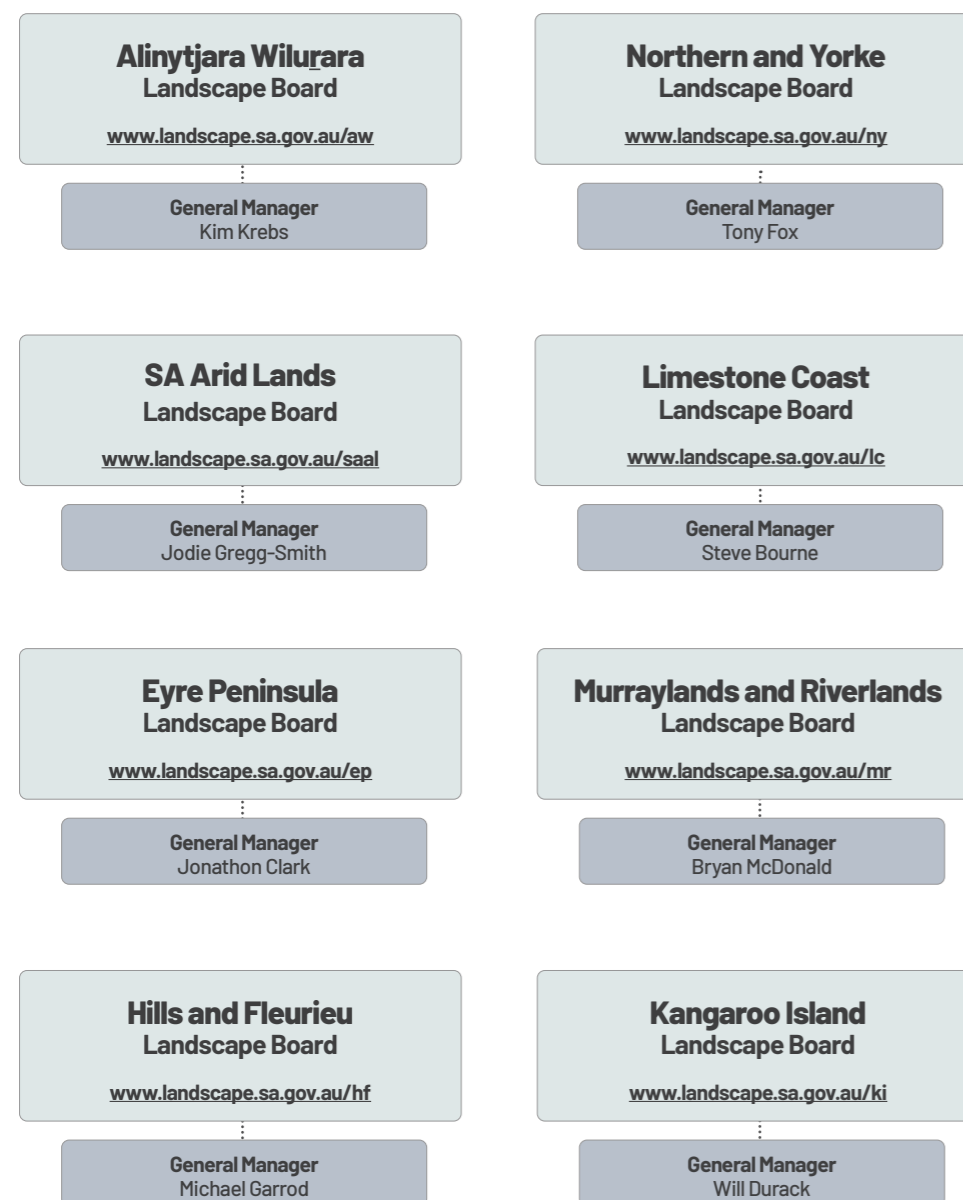 Alinytjara Wiluṟara
Landscape Board
www.landscape.sa.gov.au/aw
General Manager
Kim Krebs
Northern and Yorke
Landscape Board
www.landscape.sa.gov.au/ny
General Manager
Tony Fox
SA Arid Lands
Landscape Board
www.landscape.sa.gov.au/saal
General Manager
Jodie Gregg-Smith
Limestone Coast
Landscape Board
www.landscape.sa.gov.au/lc
General Manager
Steve Bourne
Eyre Peninsula
Landscape Board
www.landscape.sa.gov.au/ep
General Manager
Jonathon Clark
Murraylands and Riverlands
Landscape Board
www.landscape.sa.gov.au/mr
General Manager
Bryan McDonald
Hills and Fleurieu
Landscape Board
www.landscape.sa.gov.au/hf
General Manager
Michael Garrod
Kangaroo Island
Landscape Board
www.landscape.sa.gov.au/ki
General Manager
Will Durack